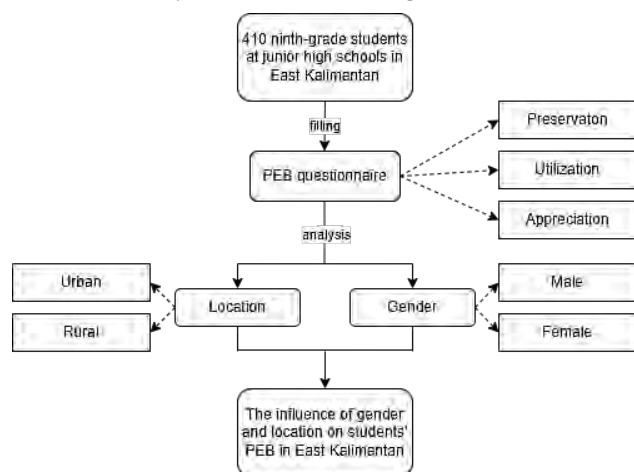 410 ninth-grade students
at junior high schools in
East Kalimantan
filling
Preservaton
PEB questionnaire
Utilization
Appreciation
analysis
Urban
Location
Gender
Male
Rural
Female
The influence of gender
and location on students'
PEB in East Kalimantan